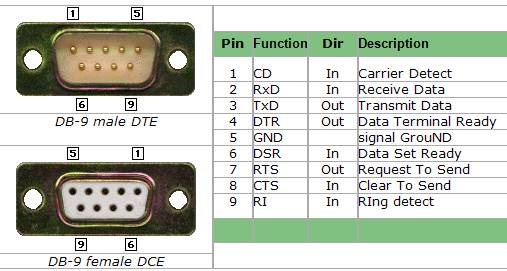 1 5
6 9
DB-9 male DTE
5 1
9 6
DB-9 female DCE
Pin Function Dir Description
1 CD In Carrier Detect
2 RxD In Receive Data
3 TxD Out Transmit Data
4 DTR Out Data Terminal Ready
5 GND signal GrouND
6 DSR In Data Set Ready
7 RTS Out Request To Send
8 CTS In Clear To Send
9 RI In RIng detect